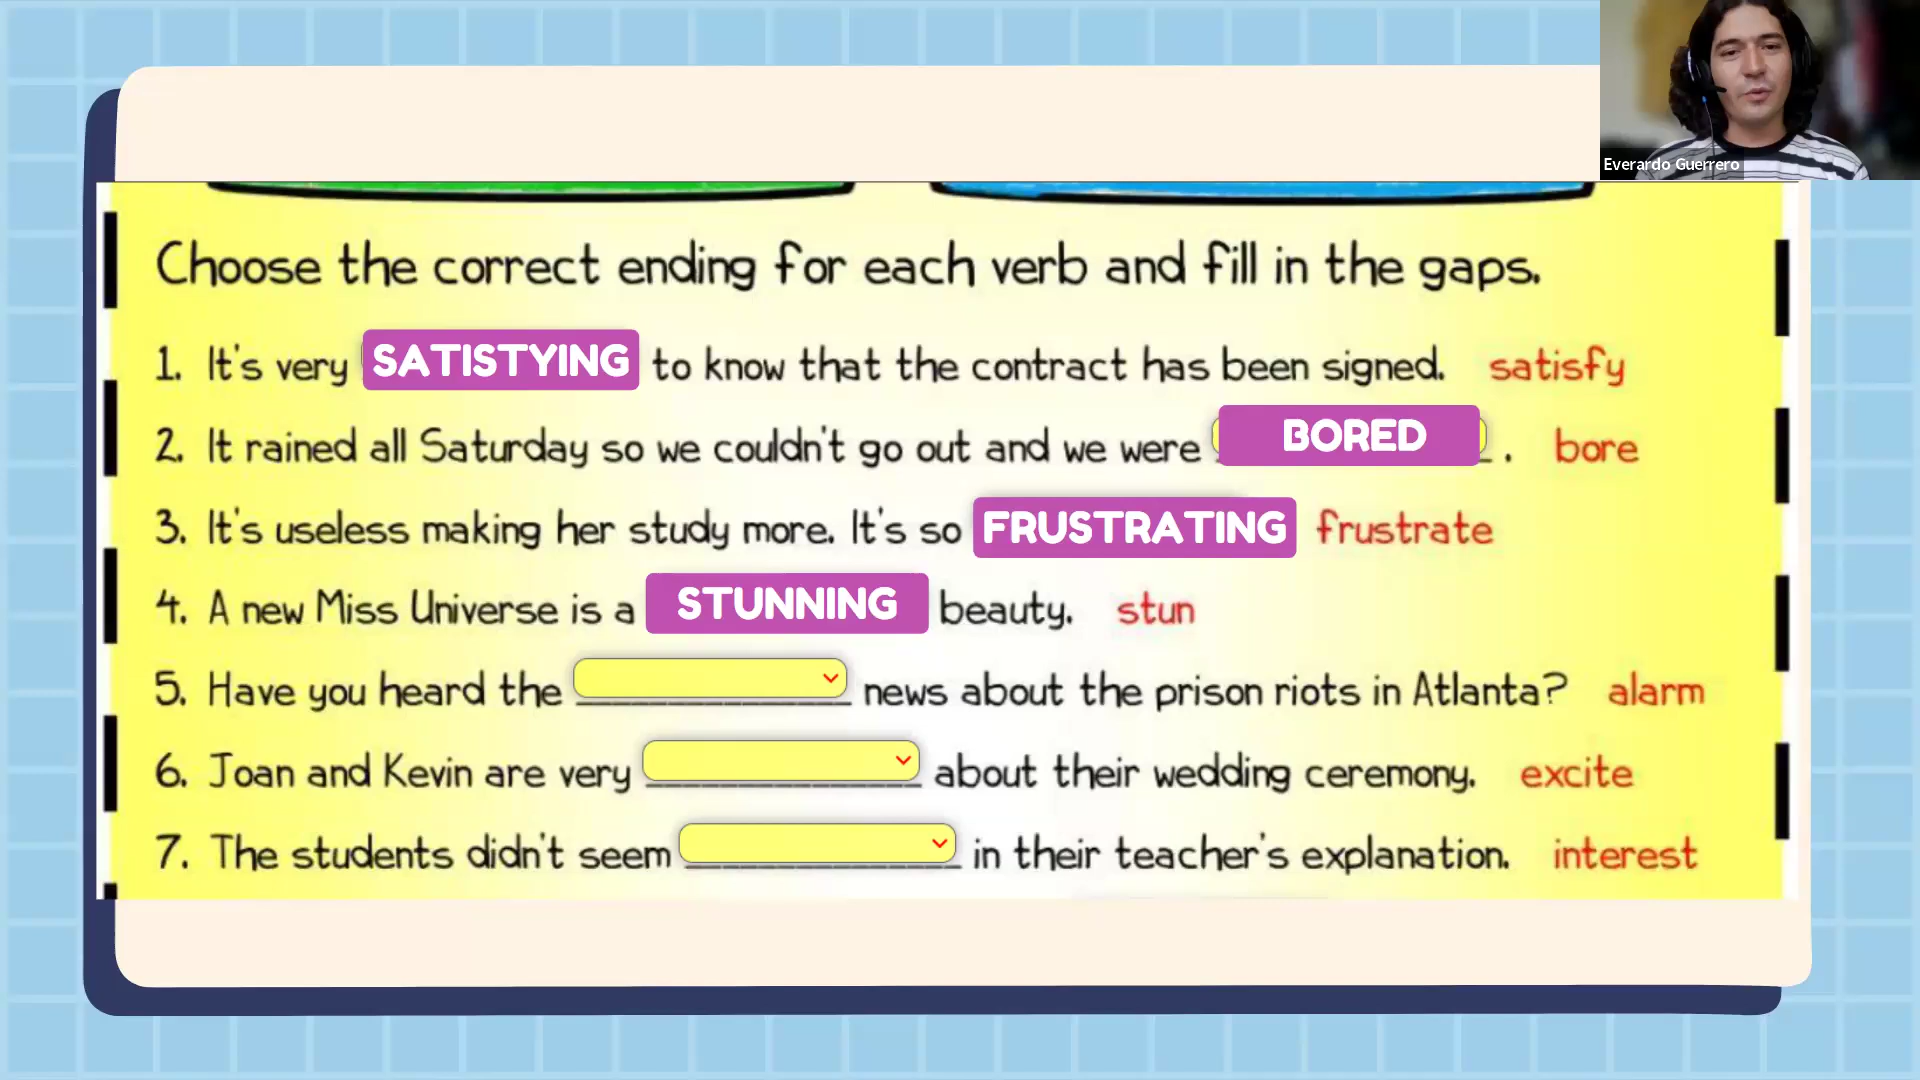 Everardo Guerrero
Choose the correct ending for each verb and fill in the gaps.
1. It's very SATISTYING to know that the contract has been signed. satisfy
2. It rained all Saturday so we couldn't go out and we were BORED . bore
3. It's useless making her study more. It's so FRUSTRATING frustrate
4. A new Miss Universe is a STUNNING beauty. stun
5. Have you heard the news about the prison riots in Atlanta? alarm
6. Joan and Kevin are very about their wedding ceremony. excite
7. The students didn't seem in their teacher's explanation. interest